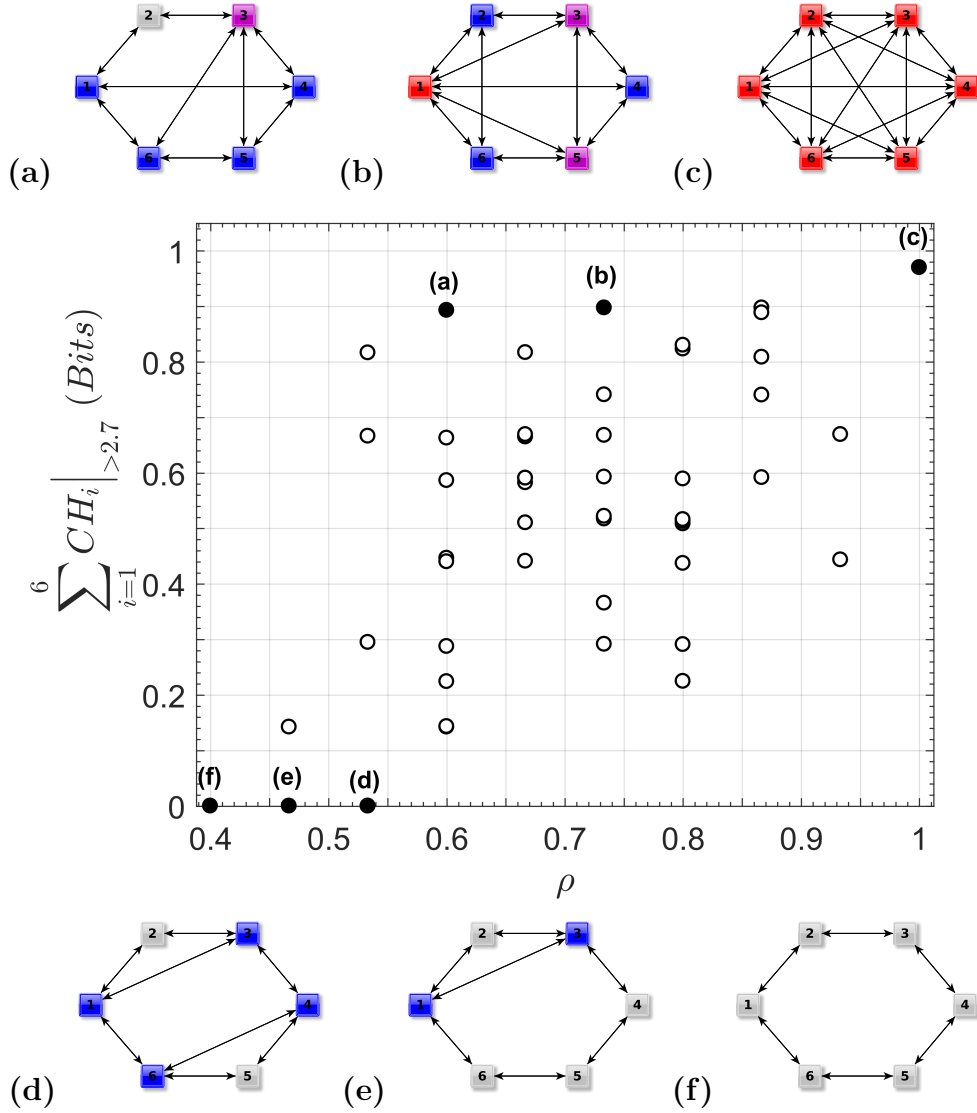 2 3 2 3 2 3
1 4 1 4 1 4
6 5 6 5 6 5
(a) (b) (c)
(c)
(a) (b)
1
0.8
0.6
0.4
0.2
0
(f) (e) (d)
0.4 0.5 0.6 0.7 0.8 0.9 1
ρ
6 ∑ i=1 CH_i |_{>2.7} (Bits)
2 3 2 3 2 3
1 4 1 4 1 4
6 5 6 5 6 5
(d) (e) (f)